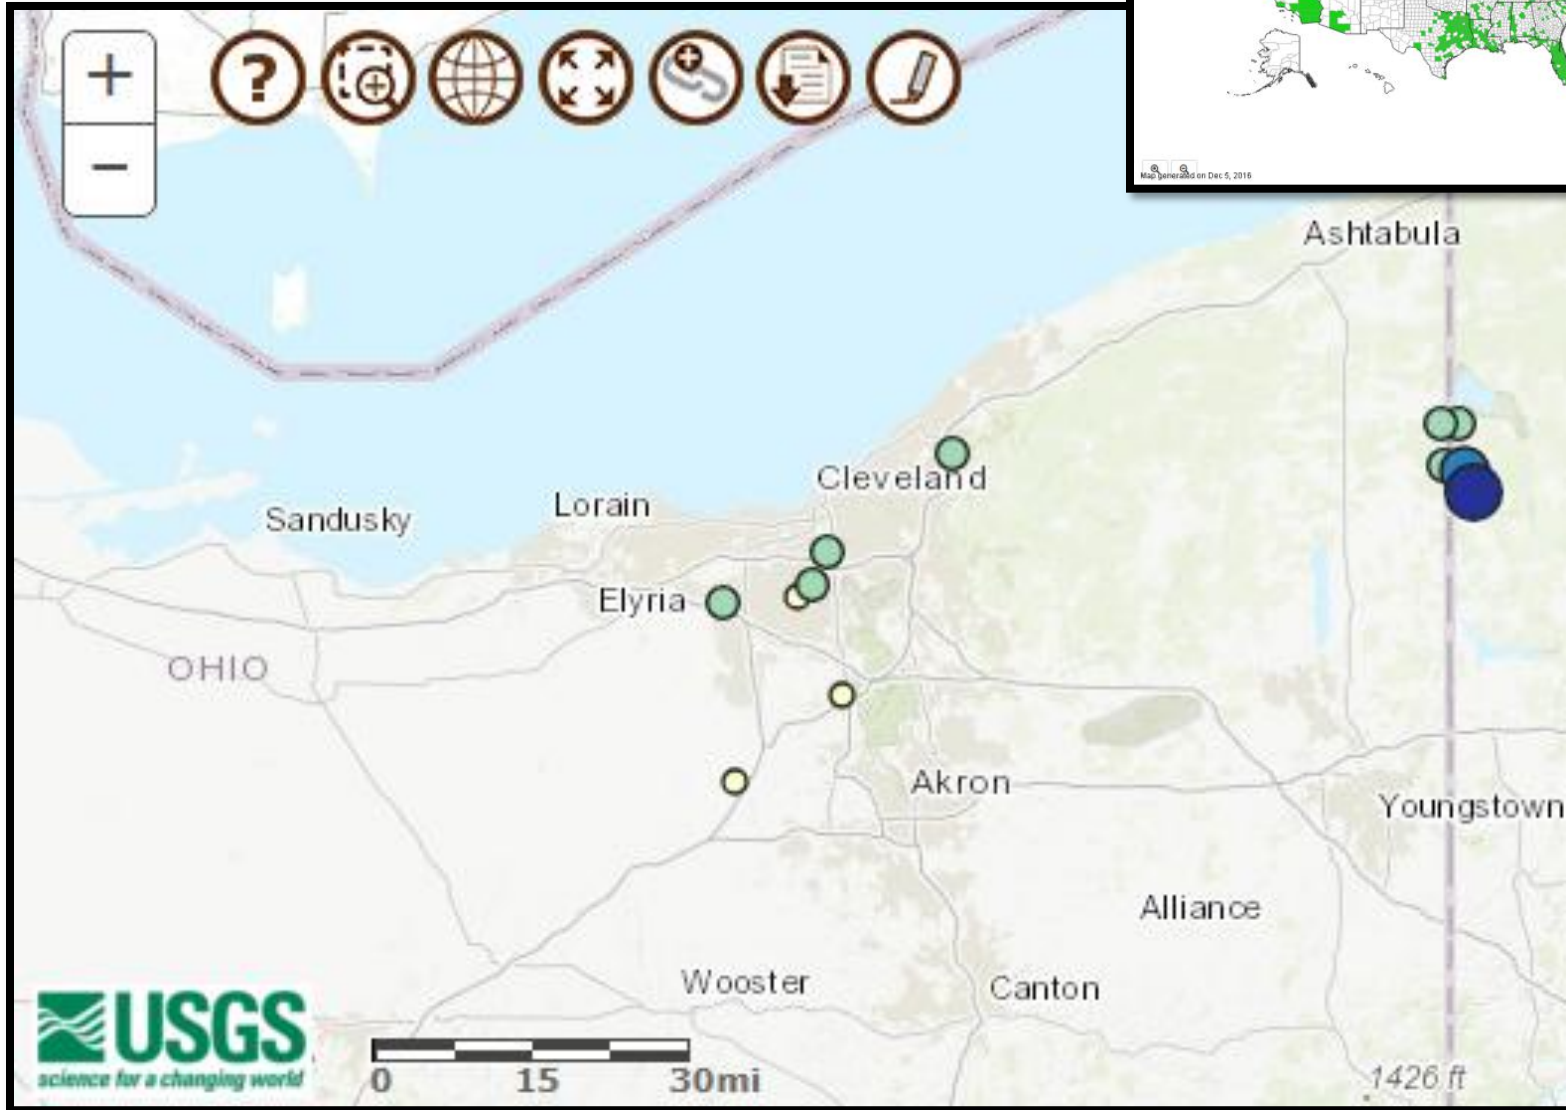 +
?
−
Map generated on Dec 5, 2016
Ashtabula
Cleveland
Lorain
Sandusky
Elyria
OHIO
Akron
Youngstown
Alliance
Wooster
Canton
USGS
science for a changing world
0 15 30mi
1426 ft